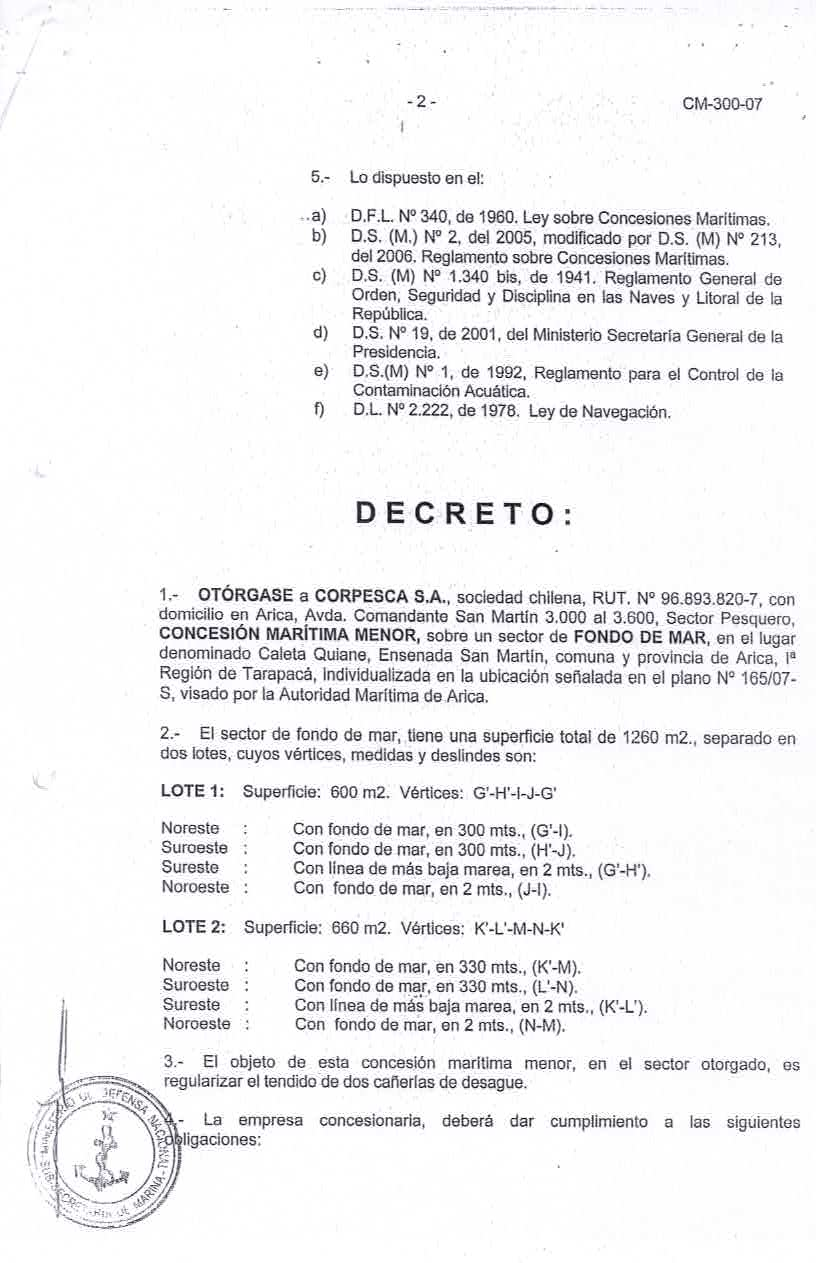 - 2 -
CM-300-07
5.- Lo dispuesto en el:
a) D.F.L. Nº 340, de 1960. Ley sobre Concesiones Marítimas.
b) D.S. (M.) Nº 2, del 2005, modificado por D.S. (M) Nº 213,
del 2006. Reglamento sobre Concesiones Marítimas.
c) D.S. (M) Nº 1.340 bis, de 1941. Reglamento General de
Orden, Seguridad y Disciplina en las Naves y Litoral de la
República.
d) D.S. Nº 19, de 2001, del Ministerio Secretaría General de la
Presidencia.
e) D.S.(M) Nº 1, de 1992, Reglamento para el Control de la
Contaminación Acuática.
f) D.L. Nº 2.222, de 1978. Ley de Navegación.
D E C R E T O :
1.- OTÓRGASE a CORPESCA S.A., sociedad chilena, RUT. Nº 96.893.820-7, con
domicilio en Arica, Avda. Comandante San Martín 3.000 al 3.600, Sector Pesquero,
CONCESIÓN MARÍTIMA MENOR, sobre un sector de FONDO DE MAR, en el lugar
denominado Caleta Quiane, Ensenada San Martín, comuna y provincia de Arica, Iª
Región de Tarapacá, individualizada en la ubicación señalada en el plano Nº 165/07-
S, visado por la Autoridad Marítima de Arica.
2.- El sector de fondo de mar, tiene una superficie total de 1260 m2., separado en
dos lotes, cuyos vértices, medidas y deslindes son:
LOTE 1: Superficie: 600 m2. Vértices: G'-H'-I-J-G'
Noreste : Con fondo de mar, en 300 mts., (G'-I).
Suroeste : Con fondo de mar, en 300 mts., (H'-J).
Sureste : Con línea de más baja marea, en 2 mts., (G'-H').
Noroeste : Con fondo de mar, en 2 mts., (J-I).
LOTE 2: Superficie: 660 m2. Vértices: K'-L'-M-N-K'
Noreste : Con fondo de mar, en 330 mts., (K'-M).
Suroeste : Con fondo de mar, en 330 mts., (L'-N).
Sureste : Con línea de más baja marea, en 2 mts., (K'-L').
Noroeste : Con fondo de mar, en 2 mts., (N-M).
3.- El objeto de esta concesión marítima menor, en el sector otorgado, es
regularizar el tendido de dos cañerías de desague.
4.- La empresa concesionaria, deberá dar cumplimiento a las siguientes
obligaciones:
MINISTERIO DE DEFENSA NACIONAL
SUBSECRETARIA DE MARINA